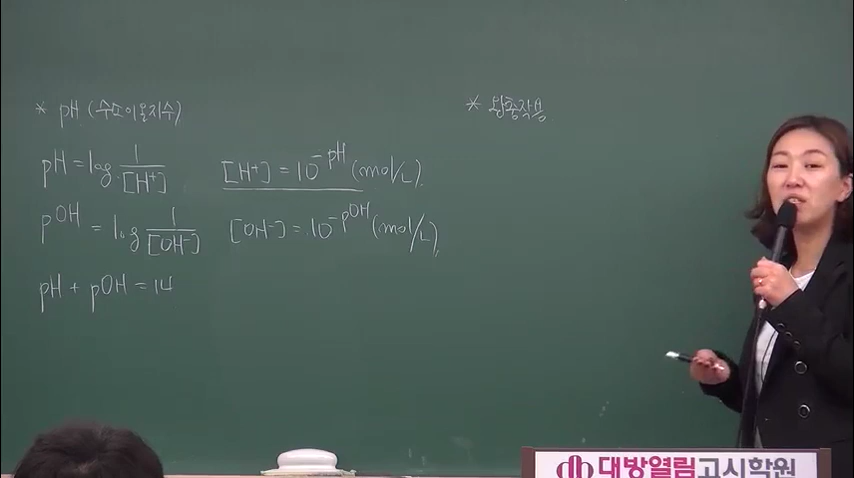 * pH (수소이온지수)
pH = log 1/[H⁺]   [H⁺] = 10^-pH (mol/L).
pOH = log 1/[OH⁻]   [OH⁻] = 10^-pOH (mol/L).
pH + pOH = 14
* 완충작용
대방열림고시학원